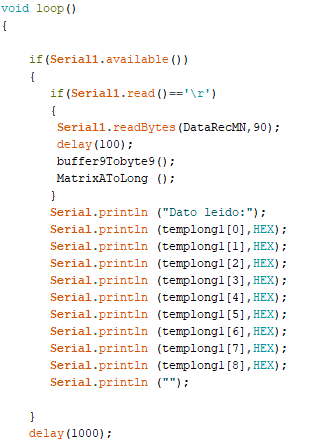 void loop()
{
if(Serial1.available())
{
if(Serial1.read()=='\r')
{
Serial1.readBytes(DataRecMN,90);
delay(100);
buffer9Tobyte9();
MatrixAToLong ();
}
Serial.println ("Dato leido:");
Serial.println (templong1[0],HEX);
Serial.println (templong1[1],HEX);
Serial.println (templong1[2],HEX);
Serial.println (templong1[3],HEX);
Serial.println (templong1[4],HEX);
Serial.println (templong1[5],HEX);
Serial.println (templong1[6],HEX);
Serial.println (templong1[7],HEX);
Serial.println (templong1[8],HEX);
Serial.println ("");
}
delay(1000);